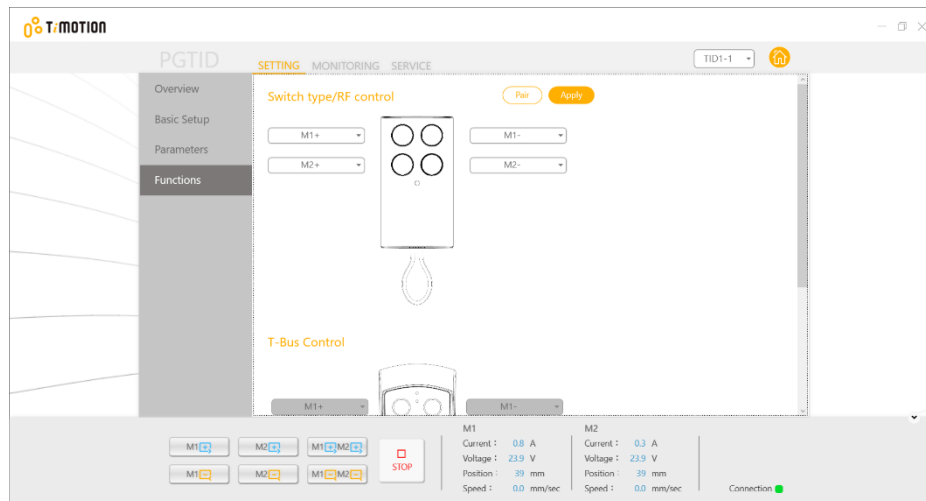 TiMOTION
PGTID
SETTING MONITORING SERVICE
TID1-1
Overview
Basic Setup
Parameters
Functions
Switch type/RF control
Pair
Apply
M1+
M1-
M2+
M2-
T-Bus Control
M1+
M1-
M1 M2 M1 M2
M1 M2 M1 M2
STOP
M1
Current : 0.8 A
Voltage : 23.9 V
Position : 39 mm
Speed : 0.0 mm/sec
M2
Current : 0.3 A
Voltage : 23.9 V
Position : 39 mm
Speed : 0.0 mm/sec
Connection